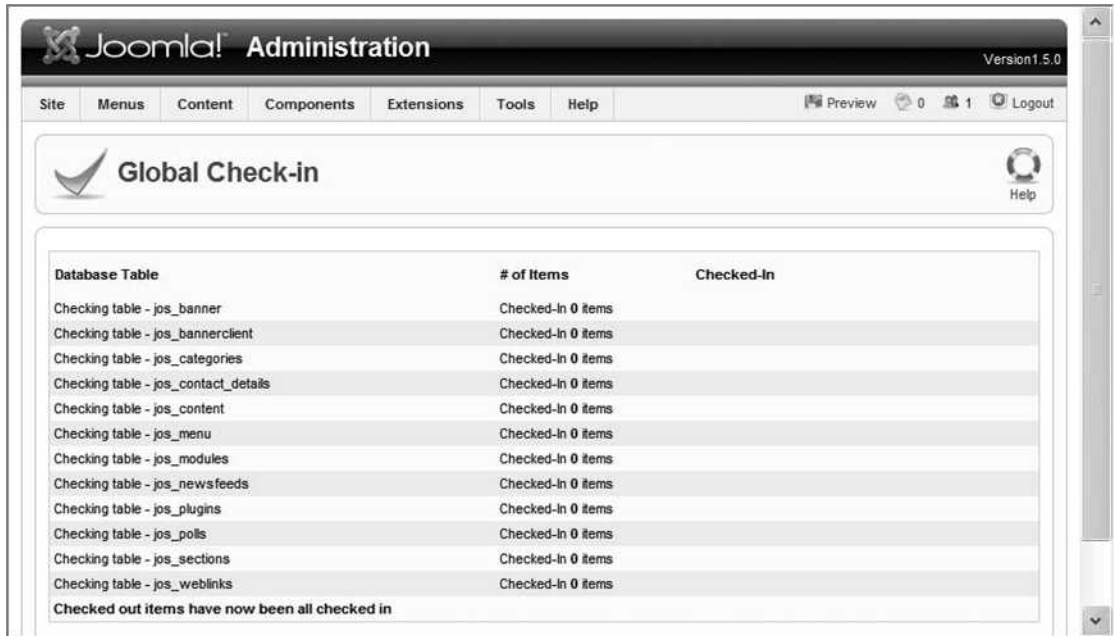 Joomla! Administration
Version1.5.0
Site Menus Content Components Extensions Tools Help Preview 0 1 Logout
Global Check-in
Help
Database Table # of Items Checked-In
Checking table - jos_banner Checked-In 0 items
Checking table - jos_bannerclient Checked-In 0 items
Checking table - jos_categories Checked-In 0 items
Checking table - jos_contact_details Checked-In 0 items
Checking table - jos_content Checked-In 0 items
Checking table - jos_menu Checked-In 0 items
Checking table - jos_modules Checked-In 0 items
Checking table - jos_newsfeeds Checked-In 0 items
Checking table - jos_plugins Checked-In 0 items
Checking table - jos_polls Checked-In 0 items
Checking table - jos_sections Checked-In 0 items
Checking table - jos_weblinks Checked-In 0 items
Checked out items have now been all checked in